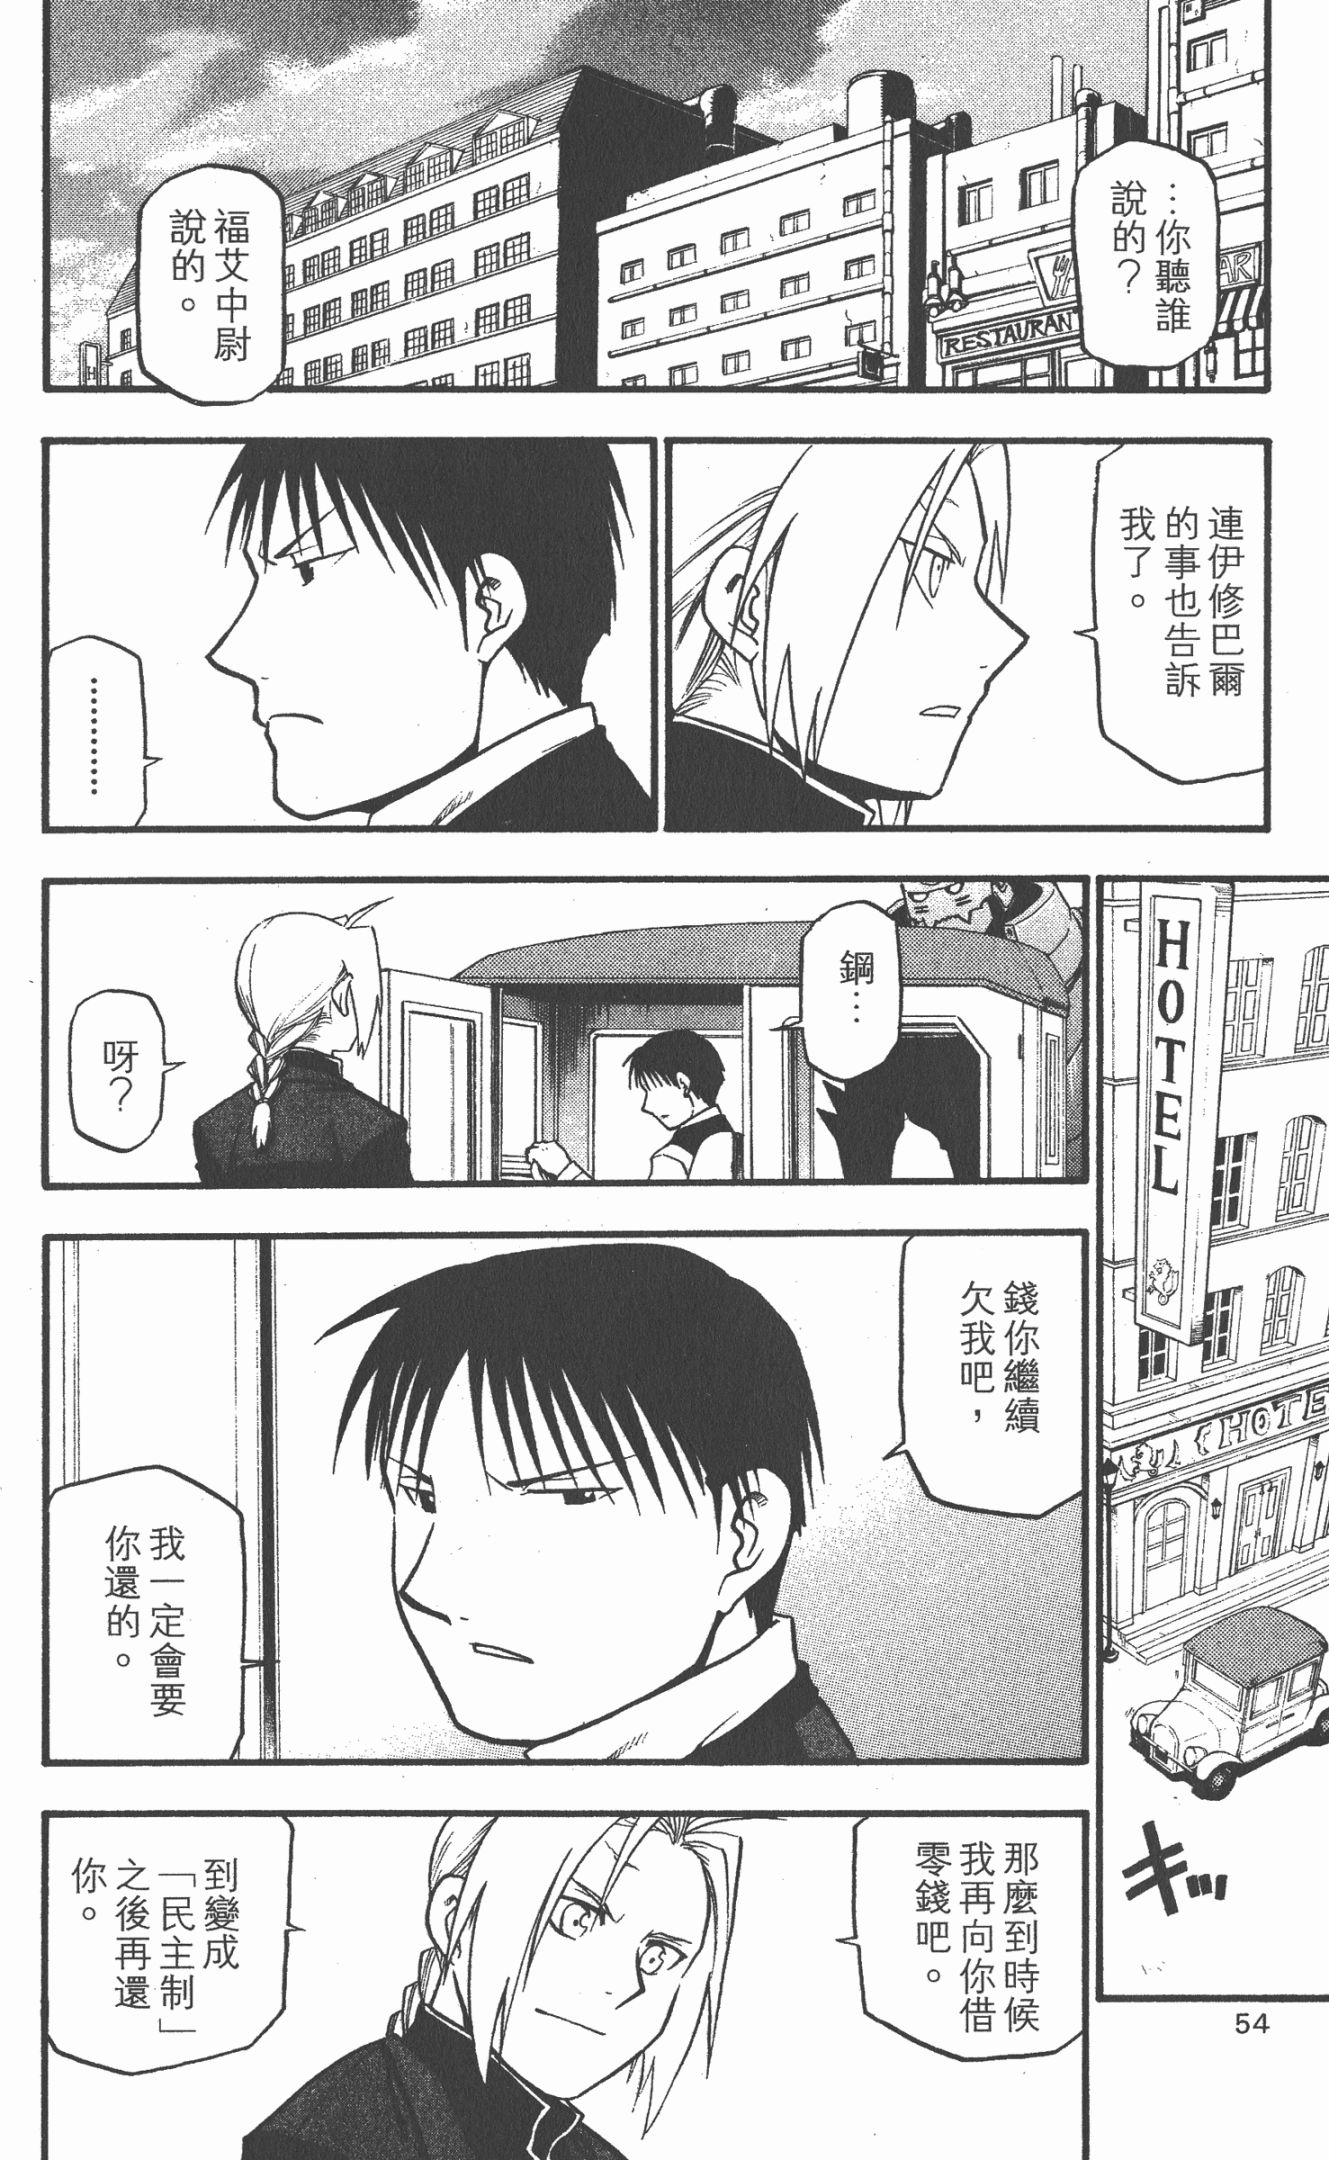 …你聽誰
說的？
BAR
RESTAURANT
福艾中尉
說的。
連伊修巴爾
的事也告訴
我了。
………
HOTEL
HOTE
キッ
鋼…
呀？
錢你繼續
欠我吧，
我一定會要
你還的。
那麼到時候
我再向你借
零錢吧。
到變成
「民主制」
之後再還
你。
54